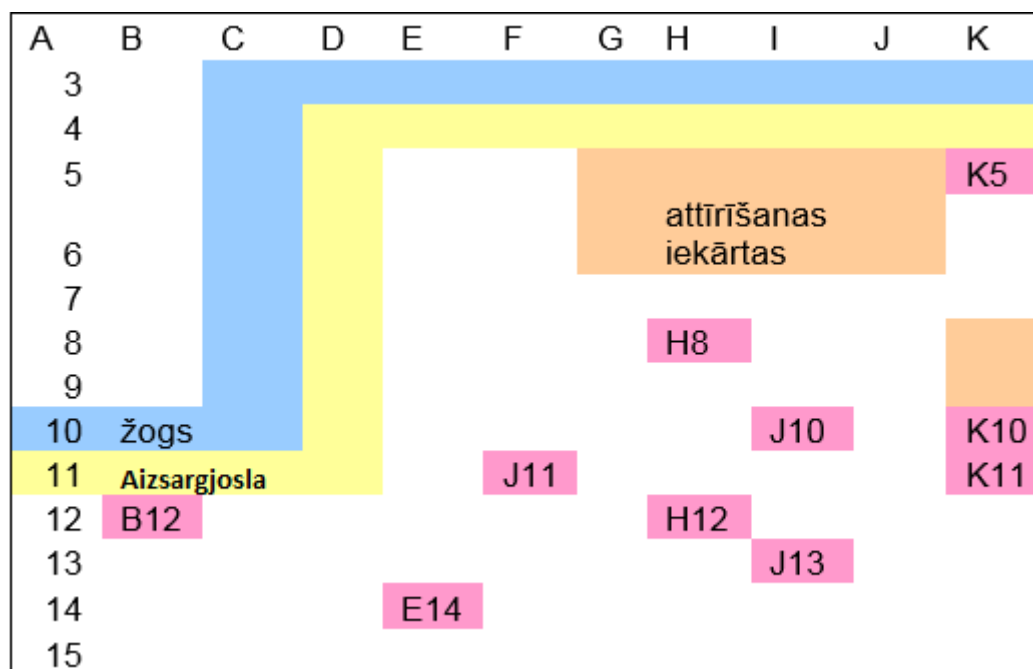 A B C D E F G H I J K
3
4
5 K5
attīrīšanas
6 iekārtas
7
8 H8
9
10 žogs J10 K10
11 Aizsargjosla J11 K11
12 B12 H12
13 J13
14 E14
15